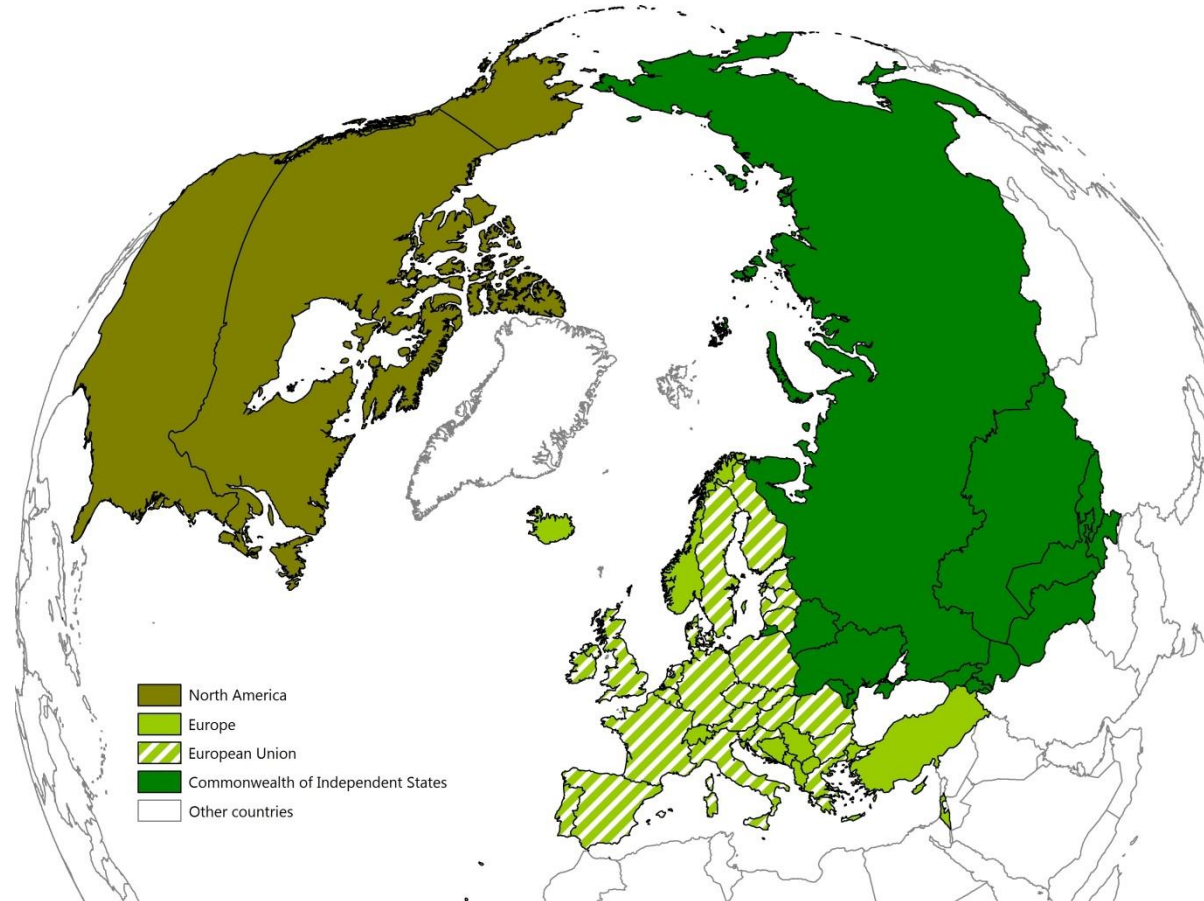 North America
Europe
European Union
Commonwealth of Independent States
Other countries